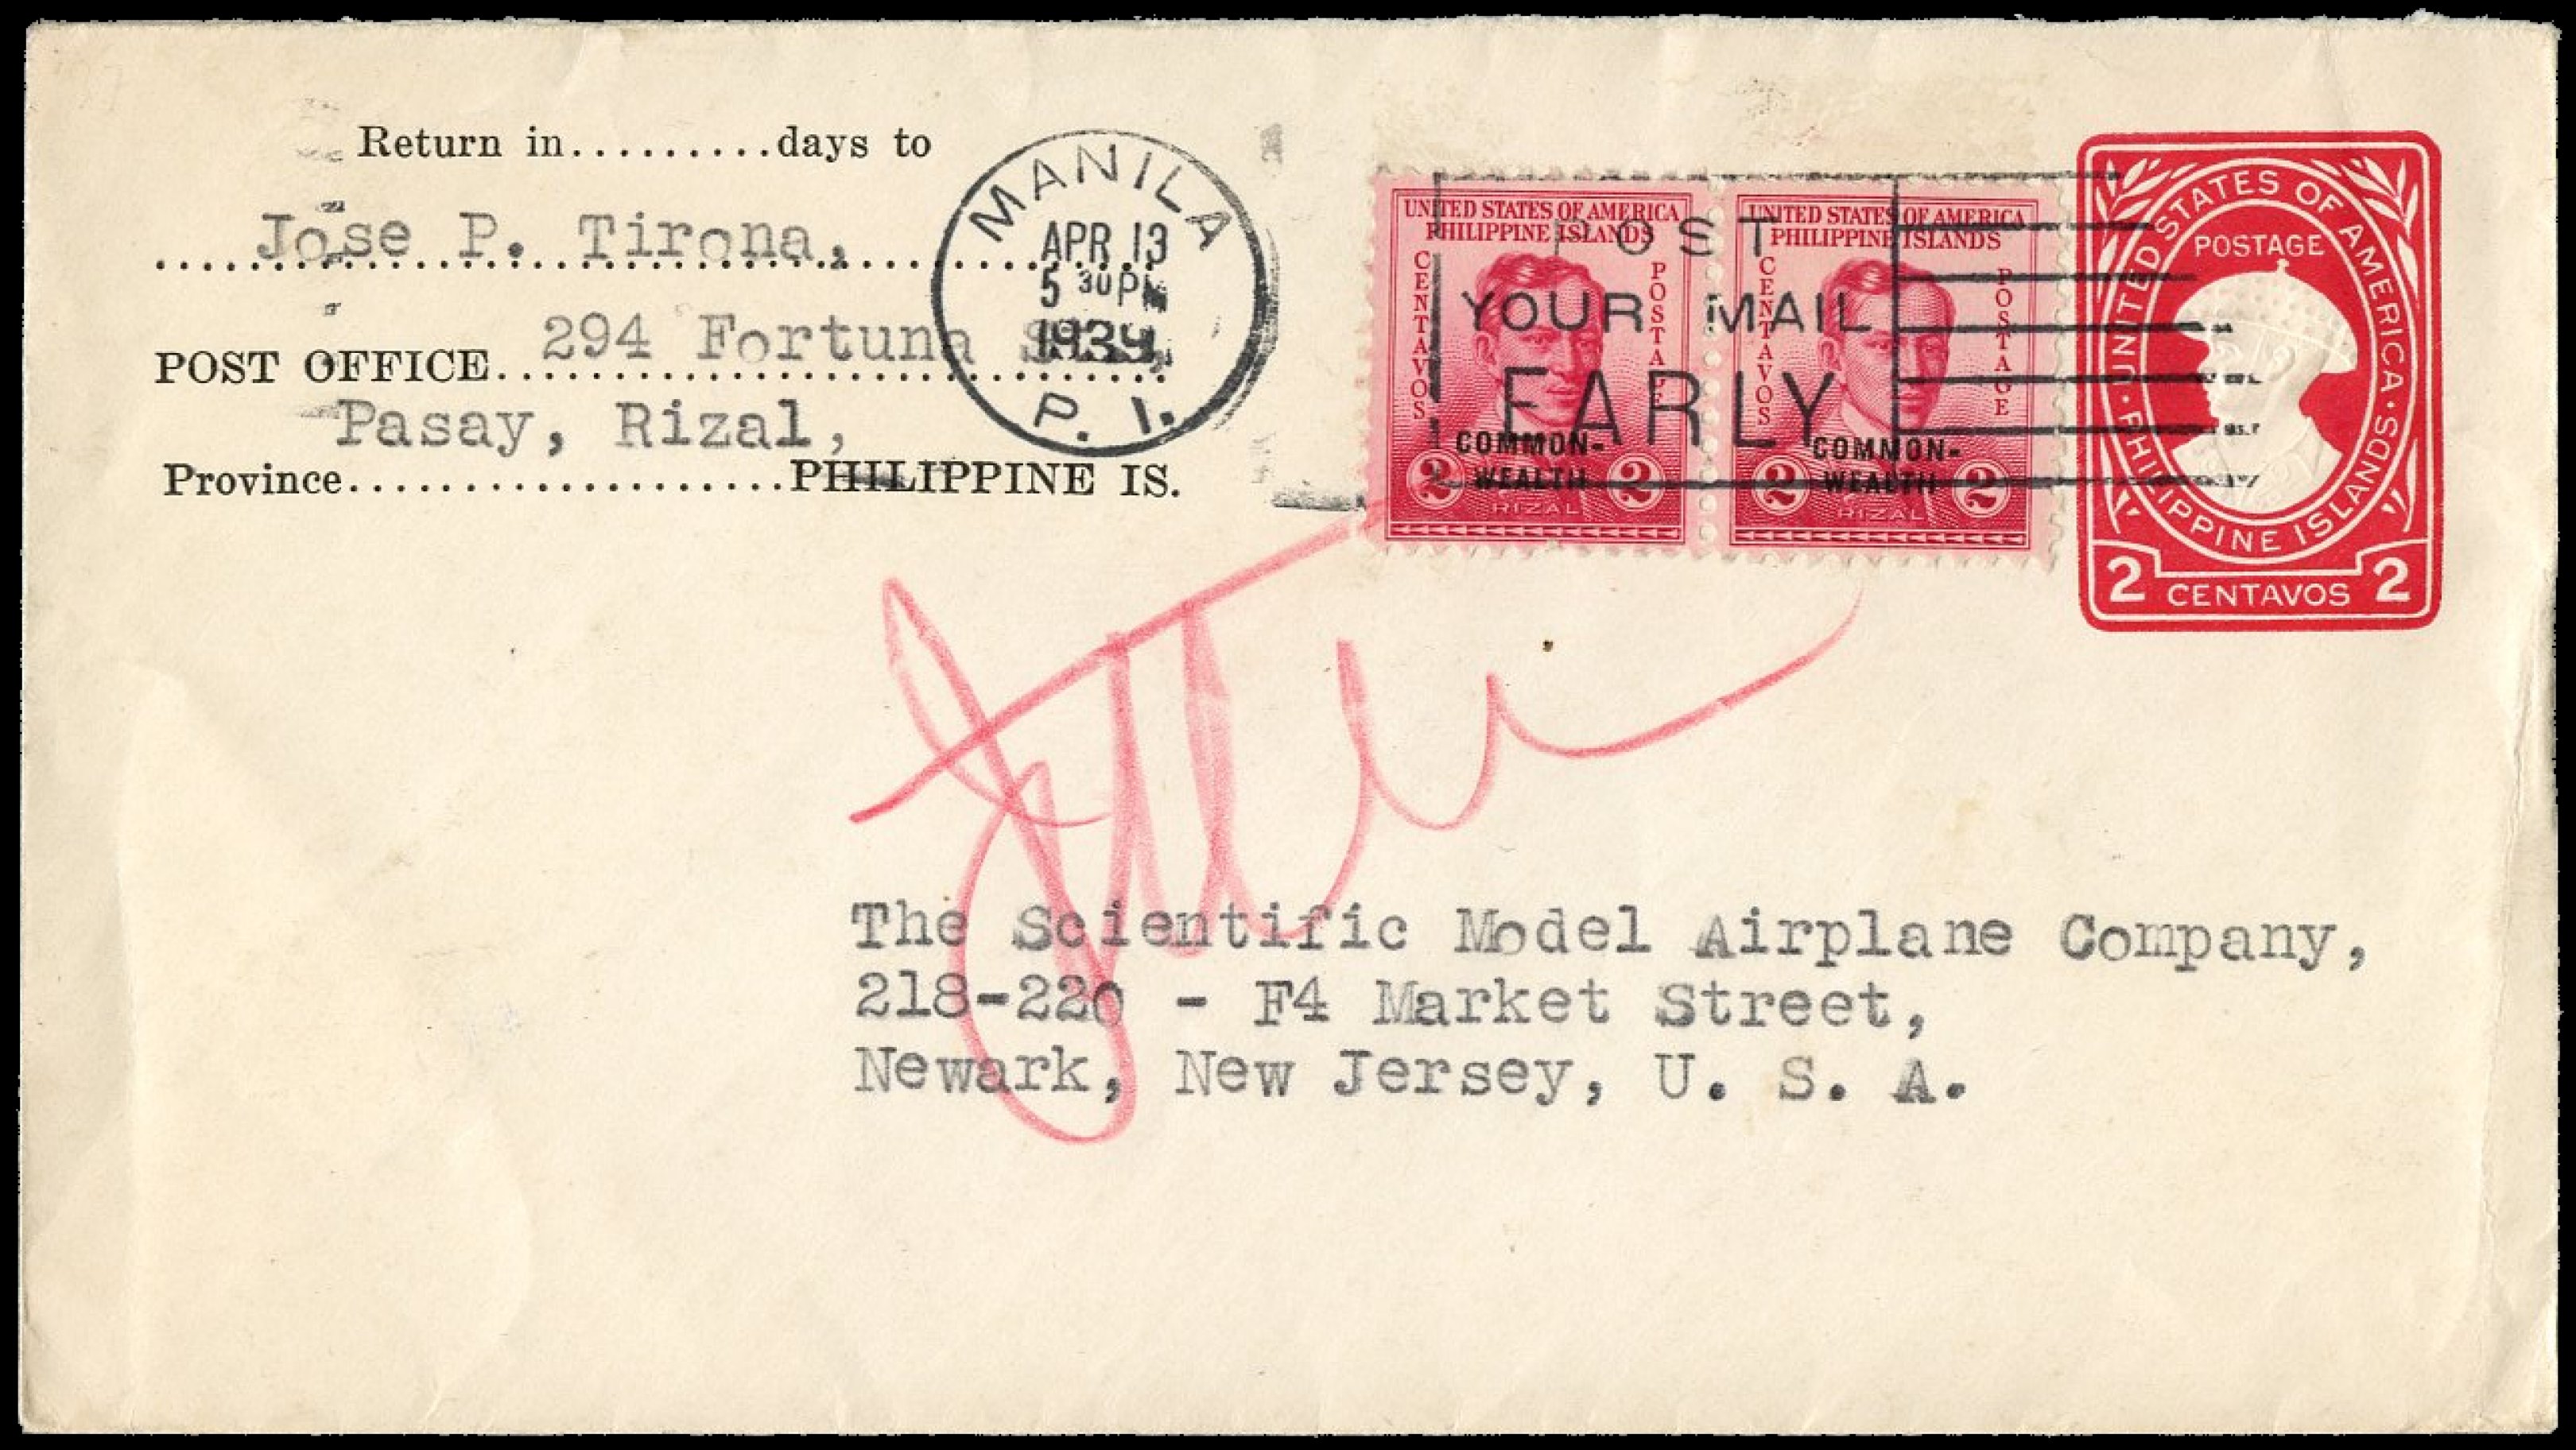 Return in.........days to
Jose P. Tirona,
POST OFFICE 294 Fortuna
Pasay, Rizal,
Province....................PHILIPPINE IS.
MANILA
APR 13
5 30 PM
1939
P. I.
POST
YOUR MAIL
EARLY
UNITED STATES OF AMERICA
PHILIPPINE ISLANDS
CENTAVOS
POSTAGE
COMMON-
WEALTH
2 2
RIZAL
UNITED STATES OF AMERICA
PHILIPPINE ISLANDS
CENTAVOS
POSTAGE
COMMON-
WEALTH
2 2
RIZAL
UNITED STATES OF AMERICA
POSTAGE
PHILIPPINE ISLANDS
2 CENTAVOS 2
The Scientific Model Airplane Company,
218-220 - F4 Market Street,
Newark, New Jersey, U. S. A.